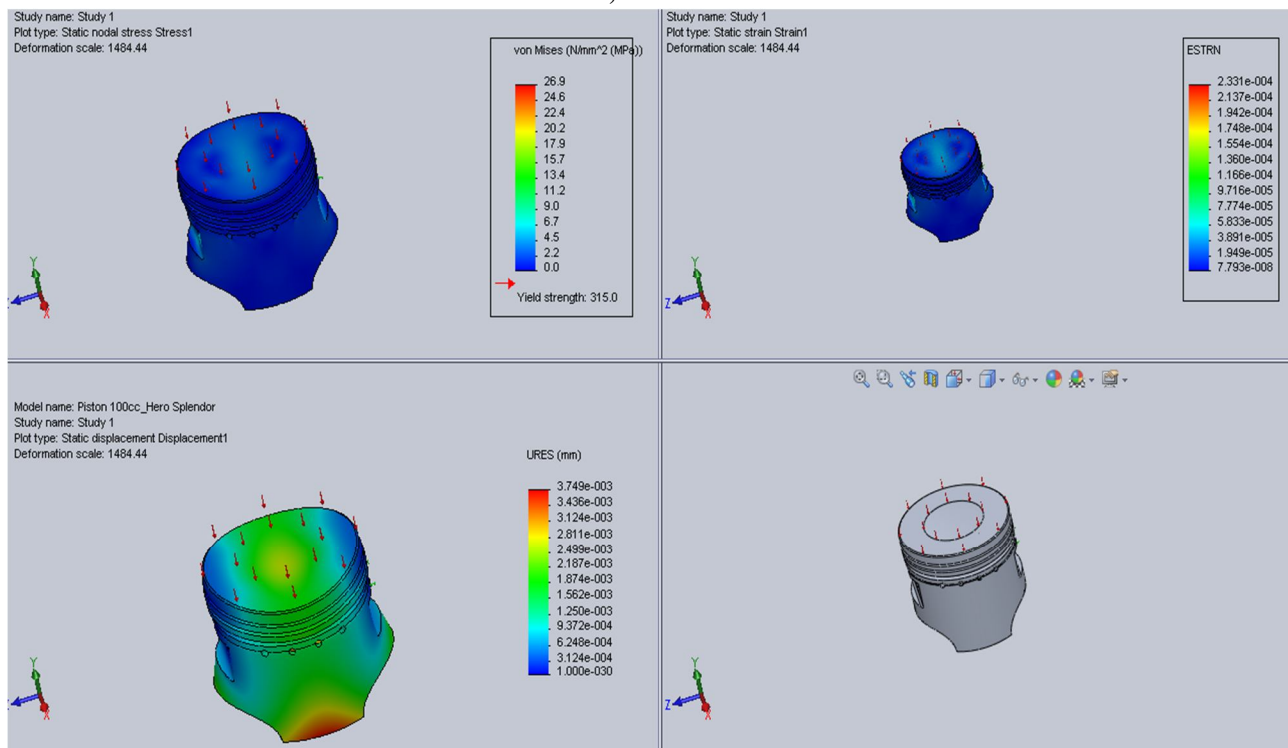 Study name: Study 1
Plot type: Static nodal stress Stress1
Deformation scale: 1484.44
von Mises (N/mm^2 (MPa))
26.9
24.6
22.4
20.2
17.9
15.7
13.4
11.2
9.0
6.7
4.5
2.2
0.0
Yield strength: 315.0
Y
X
Study name: Study 1
Plot type: Static strain Strain1
Deformation scale: 1484.44
ESTRN
2.331e-004
2.137e-004
1.942e-004
1.748e-004
1.554e-004
1.360e-004
1.166e-004
9.716e-005
7.774e-005
5.833e-005
3.891e-005
1.949e-005
7.793e-008
Y
Z
X
Model name: Piston 100cc_Hero Splendor
Study name: Study 1
Plot type: Static displacement Displacement1
Deformation scale: 1484.44
URES (mm)
3.749e-003
3.436e-003
3.124e-003
2.811e-003
2.499e-003
2.187e-003
1.874e-003
1.562e-003
1.250e-003
9.372e-004
6.248e-004
3.124e-004
1.000e-030
Y
X
Y
Z
X